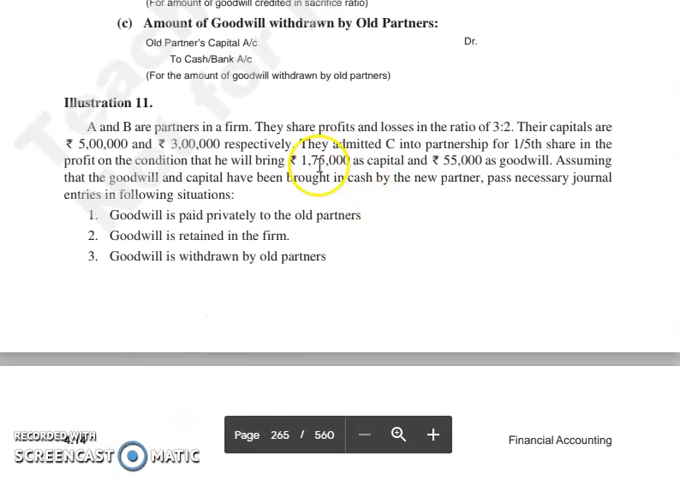 (For amount of goodwill credited in sacrifice ratio)
(c) Amount of Goodwill withdrawn by Old Partners:
Old Partner's Capital A/c Dr.
To Cash/Bank A/c
(For the amount of goodwill withdrawn by old partners)
Illustration 11.
A and B are partners in a firm. They share profits and losses in the ratio of 3:2. Their capitals are
₹ 5,00,000 and ₹ 3,00,000 respectively. They admitted C into partnership for 1/5th share in the
profit on the condition that he will bring ₹ 1,75,000 as capital and ₹ 55,000 as goodwill. Assuming
that the goodwill and capital have been brought in cash by the new partner, pass necessary journal
entries in following situations:
1. Goodwill is paid privately to the old partners
2. Goodwill is retained in the firm.
3. Goodwill is withdrawn by old partners
RECORDED WITH
4.14
SCREENCAST MATIC
Page 265 / 560
Financial Accounting